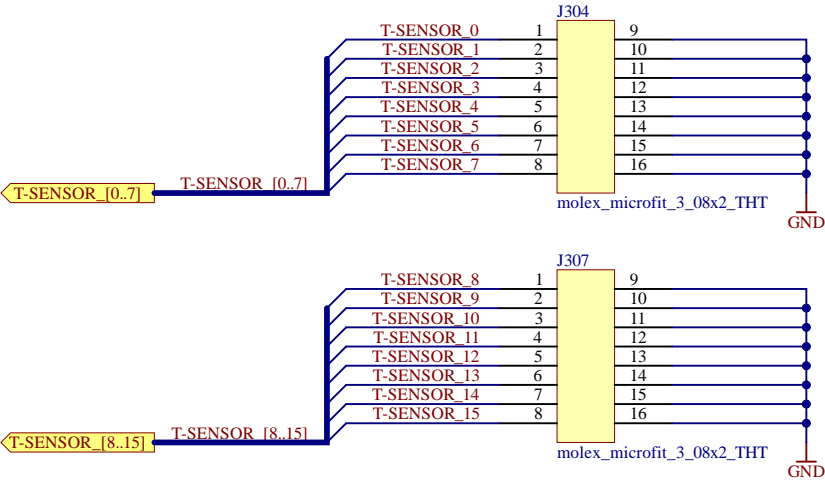 J304
T-SENSOR_0 1 9
T-SENSOR_1 2 10
T-SENSOR_2 3 11
T-SENSOR_3 4 12
T-SENSOR_4 5 13
T-SENSOR_5 6 14
T-SENSOR_6 7 15
T-SENSOR_7 8 16
T-SENSOR_[0..7] T-SENSOR_[0..7]
molex_microfit_3_08x2_THT
GND
J307
T-SENSOR_8 1 9
T-SENSOR_9 2 10
T-SENSOR_10 3 11
T-SENSOR_11 4 12
T-SENSOR_12 5 13
T-SENSOR_13 6 14
T-SENSOR_14 7 15
T-SENSOR_15 8 16
T-SENSOR_[8..15] T-SENSOR_[8..15]
molex_microfit_3_08x2_THT
GND